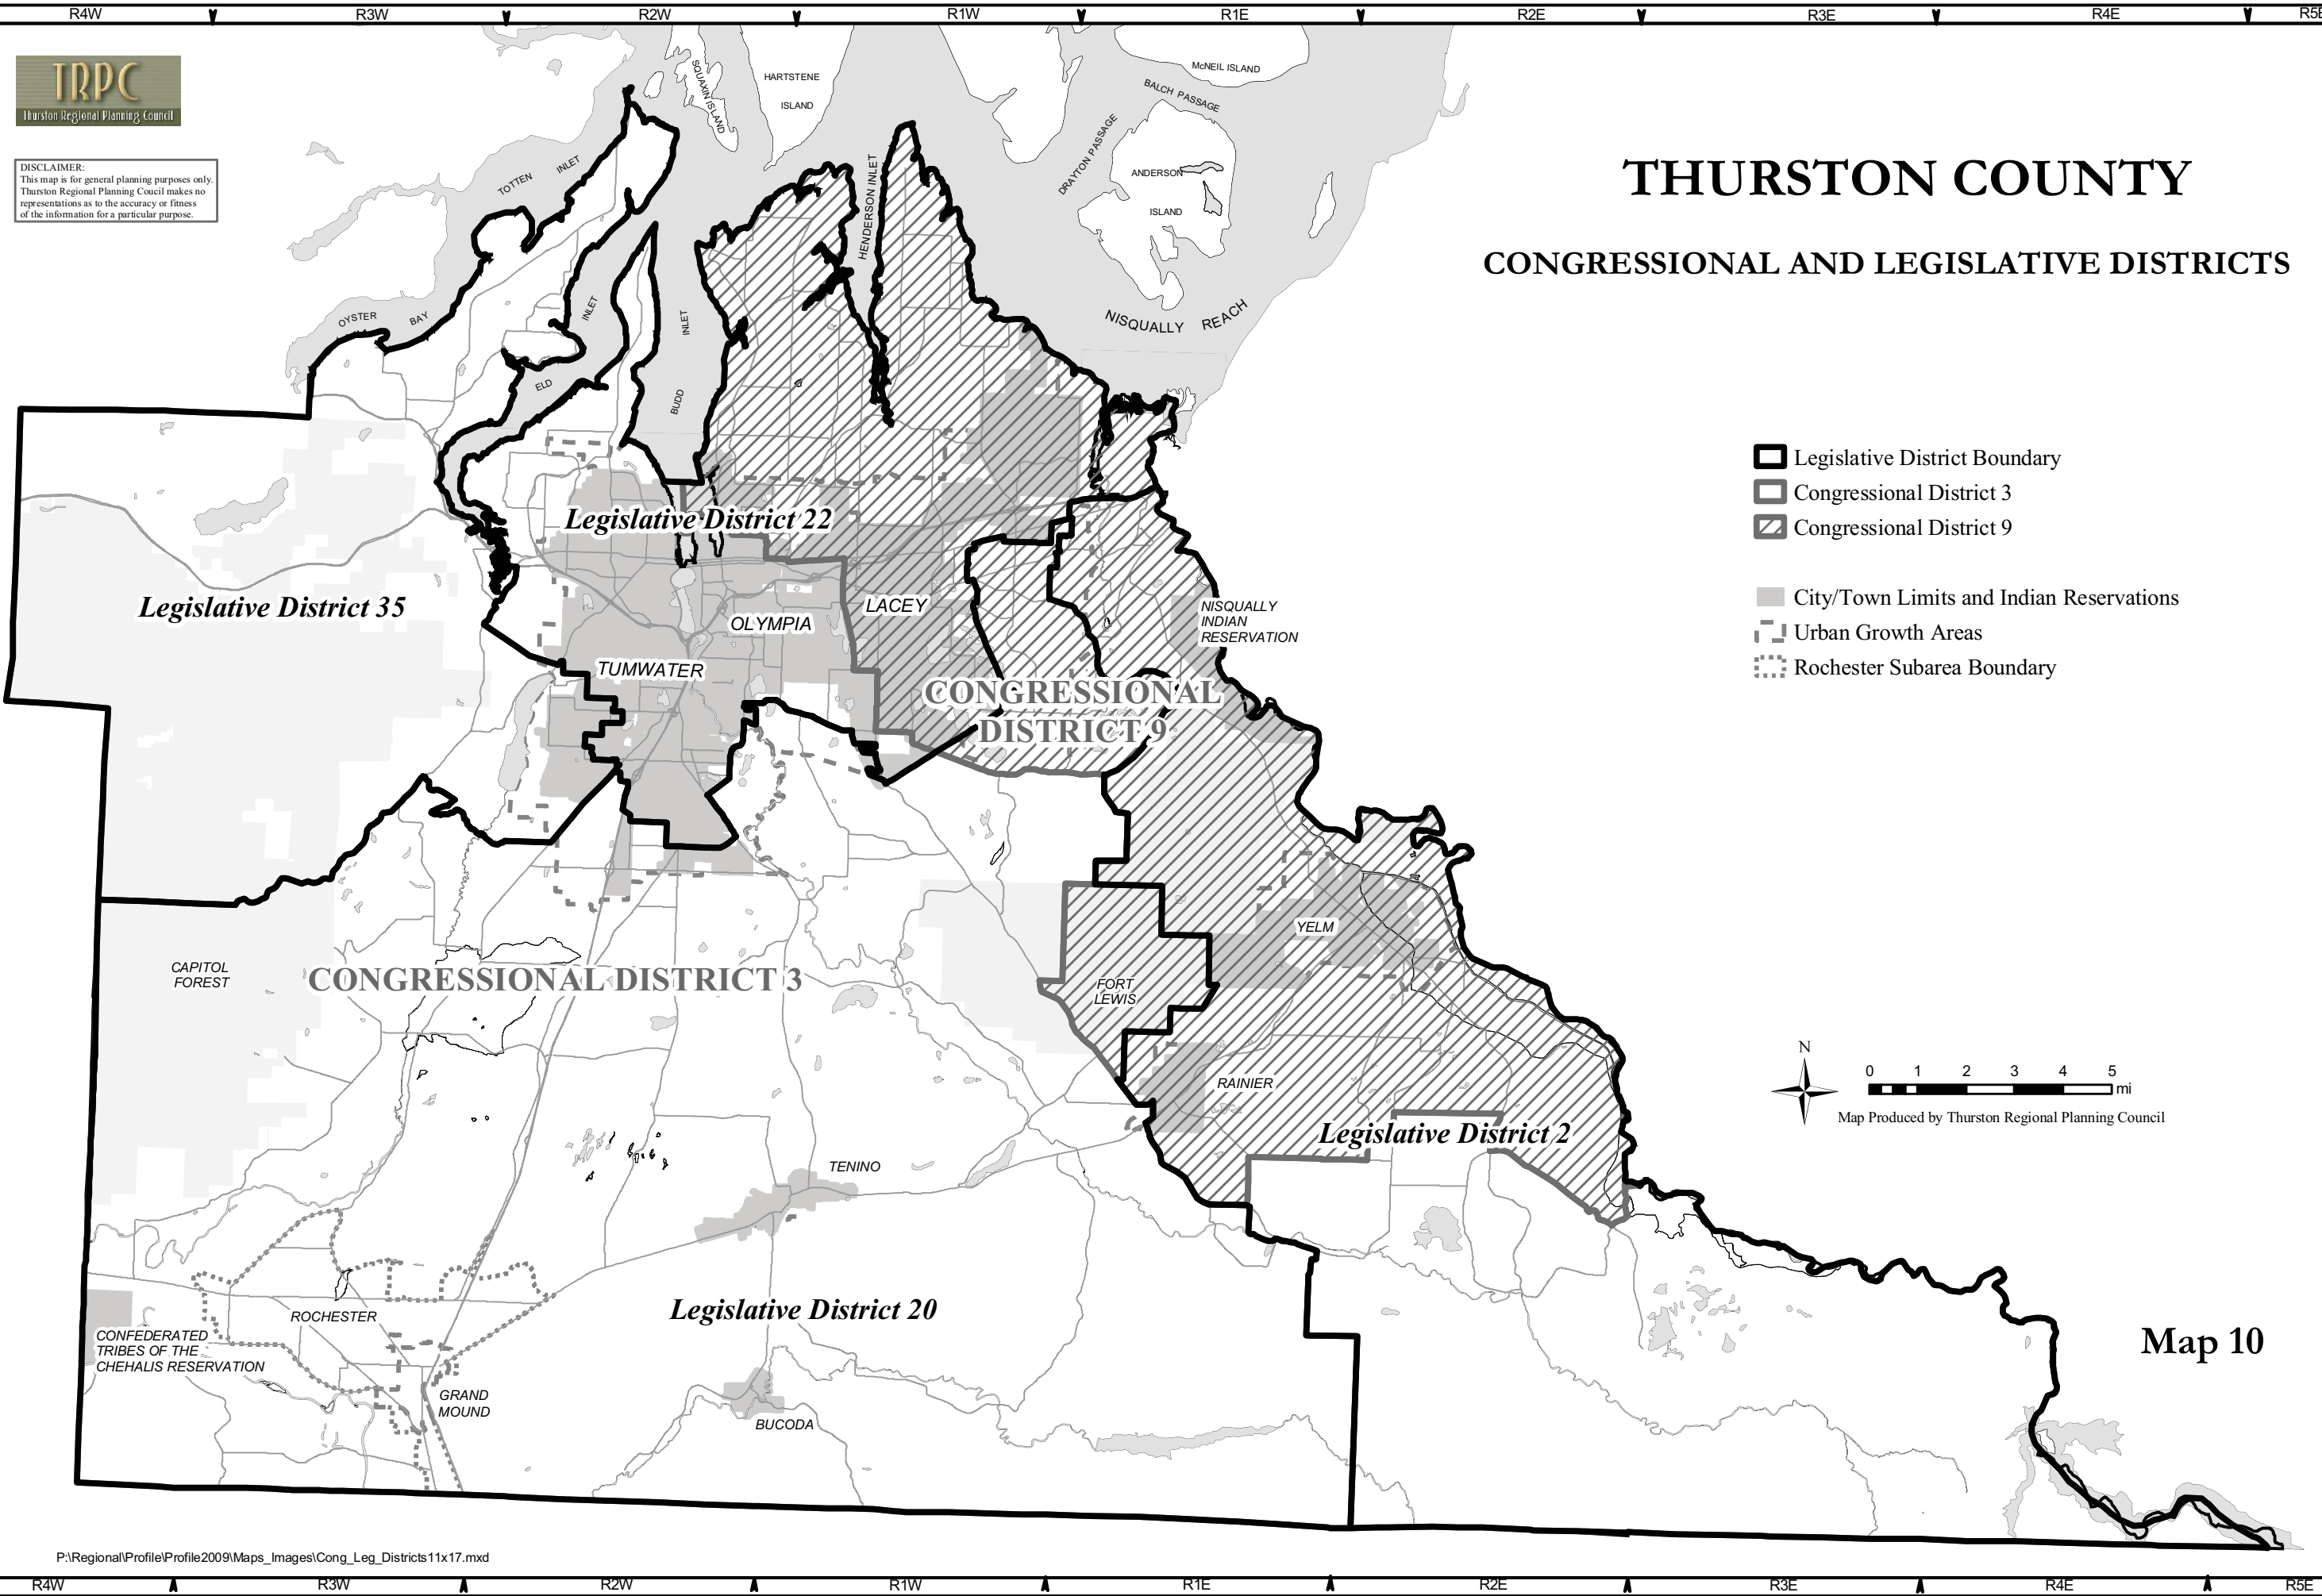 R4W R3W R2W R1W R1E R2E R3E R4E R5E
TRPC
Thurston Regional Planning Council
DISCLAIMER:
This map is for general planning purposes only.
Thurston Regional Planning Coucil makes no
representations as to the accuracy or fitness
of the information for a particular purpose.
THURSTON COUNTY
CONGRESSIONAL AND LEGISLATIVE DISTRICTS
SQUAXIN ISLAND
HARTSTENE
ISLAND
McNEIL ISLAND
BALCH PASSAGE
DRAYTON PASSAGE
ANDERSON
ISLAND
TOTTEN INLET
HENDERSON INLET
OYSTER BAY
NISQUALLY REACH
ELD INLET
BUDD INLET
Legislative District Boundary
Congressional District 3
Congressional District 9
City/Town Limits and Indian Reservations
Urban Growth Areas
Rochester Subarea Boundary
Legislative District 22
Legislative District 35
LACEY
OLYMPIA
TUMWATER
NISQUALLY
INDIAN
RESERVATION
CONGRESSIONAL
DISTRICT 9
YELM
CAPITOL
FOREST
CONGRESSIONAL DISTRICT 3
FORT
LEWIS
RAINIER
Legislative District 2
N
0 1 2 3 4 5
mi
Map Produced by Thurston Regional Planning Council
TENINO
Legislative District 20
ROCHESTER
CONFEDERATED
TRIBES OF THE
CHEHALIS RESERVATION
GRAND
MOUND
BUCODA
Map 10
P:\Regional\Profile\Profile2009\Maps_Images\Cong_Leg_Districts11x17.mxd
R4W R3W R2W R1W R1E R2E R3E R4E R5E